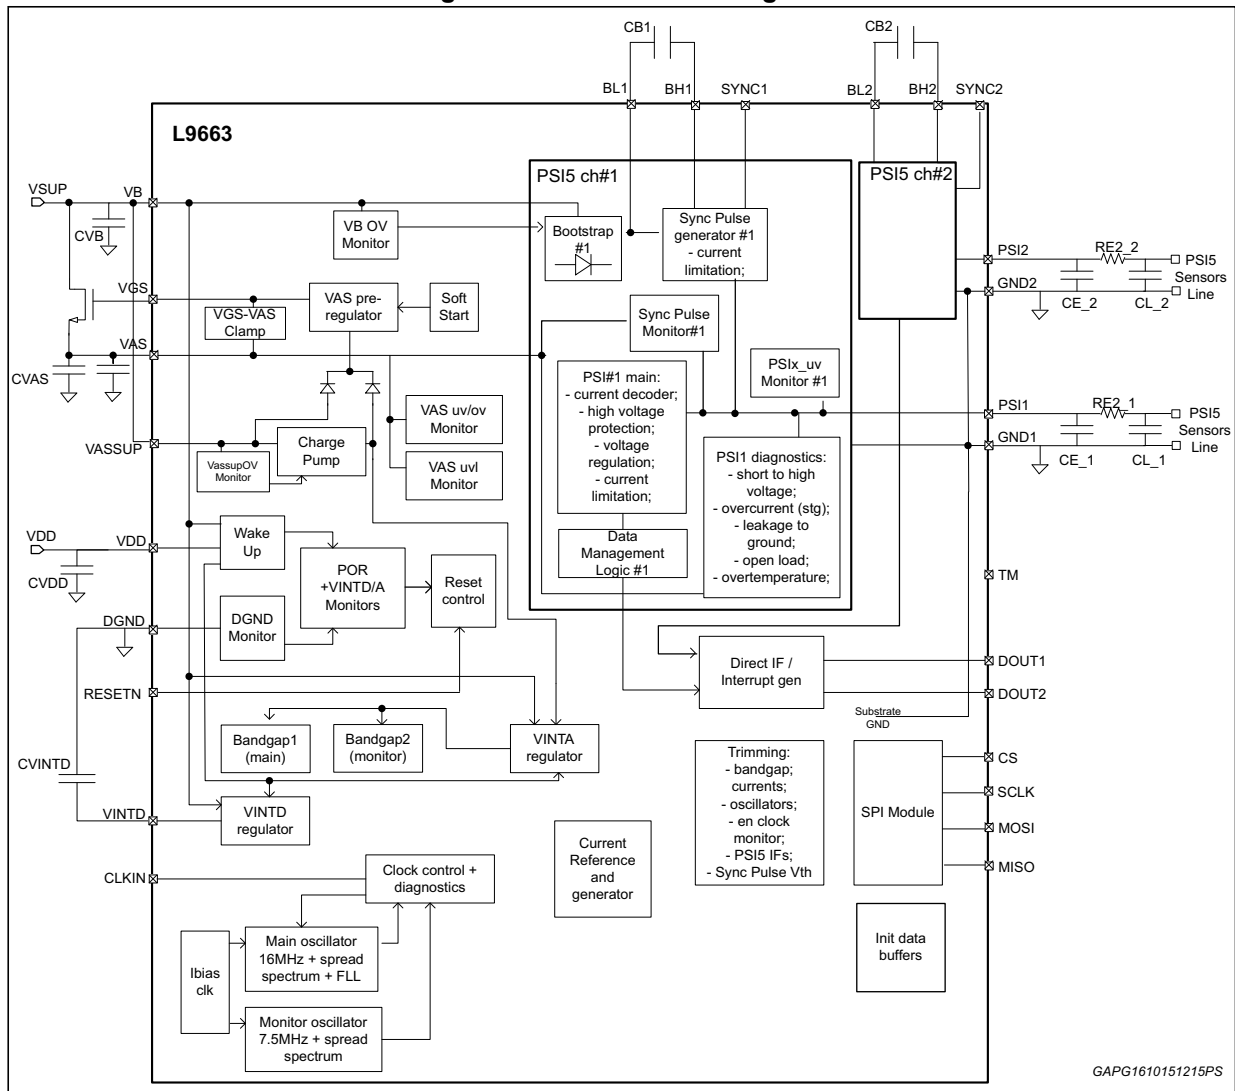 CB1
CB2
BL1
BH1
SYNC1
BL2
BH2
SYNC2
L9663
PSI5 ch#1
PSI5 ch#2
VSUP
VB
CVB
VB OV
Monitor
Bootstrap
#1
Sync Pulse
generator #1
- current
limitation;
PSI2
RE2_2
PSI5
Sensors
Line
GND2
CE_2
CL_2
VGS
VGS-VAS
Clamp
VAS pre-
regulator
Soft
Start
Sync Pulse
Monitor#1
VAS
CVAS
PSIx_uv
Monitor #1
PSI#1 main:
- current decoder;
- high voltage
protection;
- voltage
regulation;
- current
limitation;
PSI1
RE2_1
PSI5
Sensors
Line
GND1
CE_1
CL_1
VAS uv/ov
Monitor
VASSUP
Charge
Pump
VassupOV
Monitor
VAS uvl
Monitor
PSI1 diagnostics:
- short to high
voltage;
- overcurrent (stg);
- leakage to
ground;
- open load;
- overtemperature;
VDD
VDD
CVDD
Wake
Up
POR
+VINTD/A
Monitors
Reset
control
Data
Management
Logic #1
TM
DGND
DGND
Monitor
Direct IF /
Interrupt gen
DOUT1
DOUT2
RESETN
Substrate
GND
Bandgap1
(main)
Bandgap2
(monitor)
VINTA
regulator
CVINTD
VINTD
VINTD
regulator
Trimming:
- bandgap;
currents;
- oscillators;
- en clock
monitor;
- PSI5 IFs;
- Sync Pulse Vth
SPI Module
CS
SCLK
MOSI
MISO
Current
Reference
and
generator
CLKIN
Clock control +
diagnostics
Init data
buffers
Ibias
clk
Main oscillator
16MHz + spread
spectrum + FLL
Monitor oscillator
7.5MHz + spread
spectrum
GAPG1610151215PS